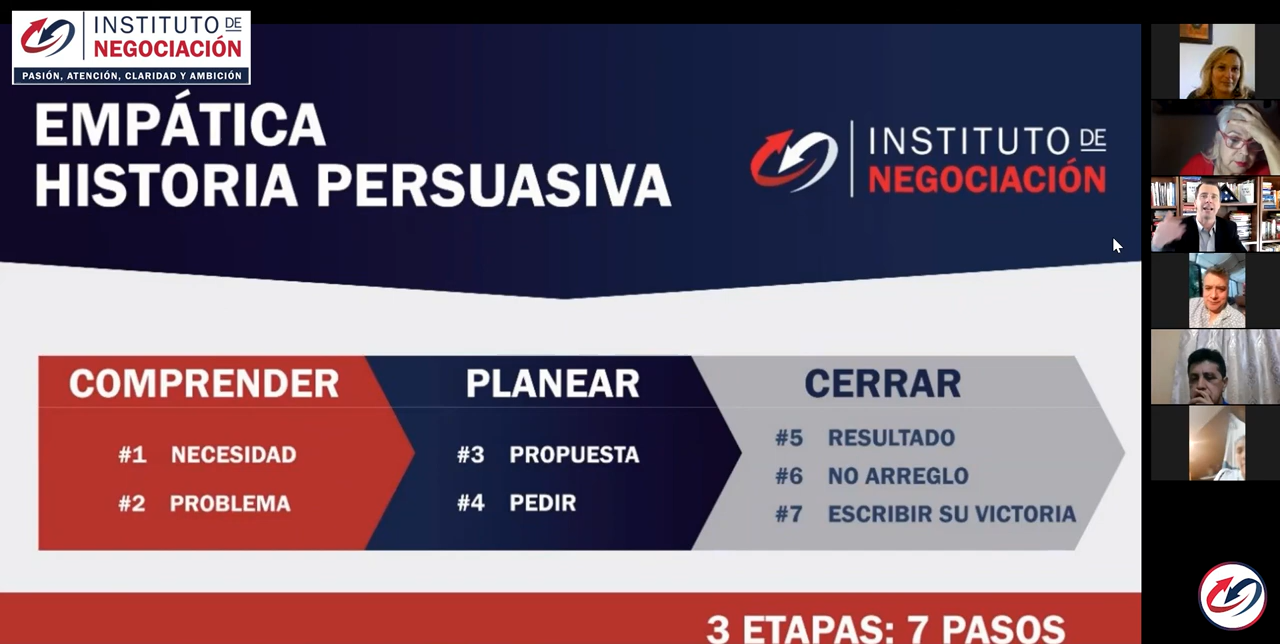 INSTITUTO DE
NEGOCIACIÓN
PASIÓN, ATENCIÓN, CLARIDAD Y AMBICIÓN
EMPÁTICA
HISTORIA PERSUASIVA
INSTITUTO DE
NEGOCIACIÓN
COMPRENDER
#1 NECESIDAD
#2 PROBLEMA
PLANEAR
#3 PROPUESTA
#4 PEDIR
CERRAR
#5 RESULTADO
#6 NO ARREGLO
#7 ESCRIBIR SU VICTORIA
3 ETAPAS: 7 PASOS